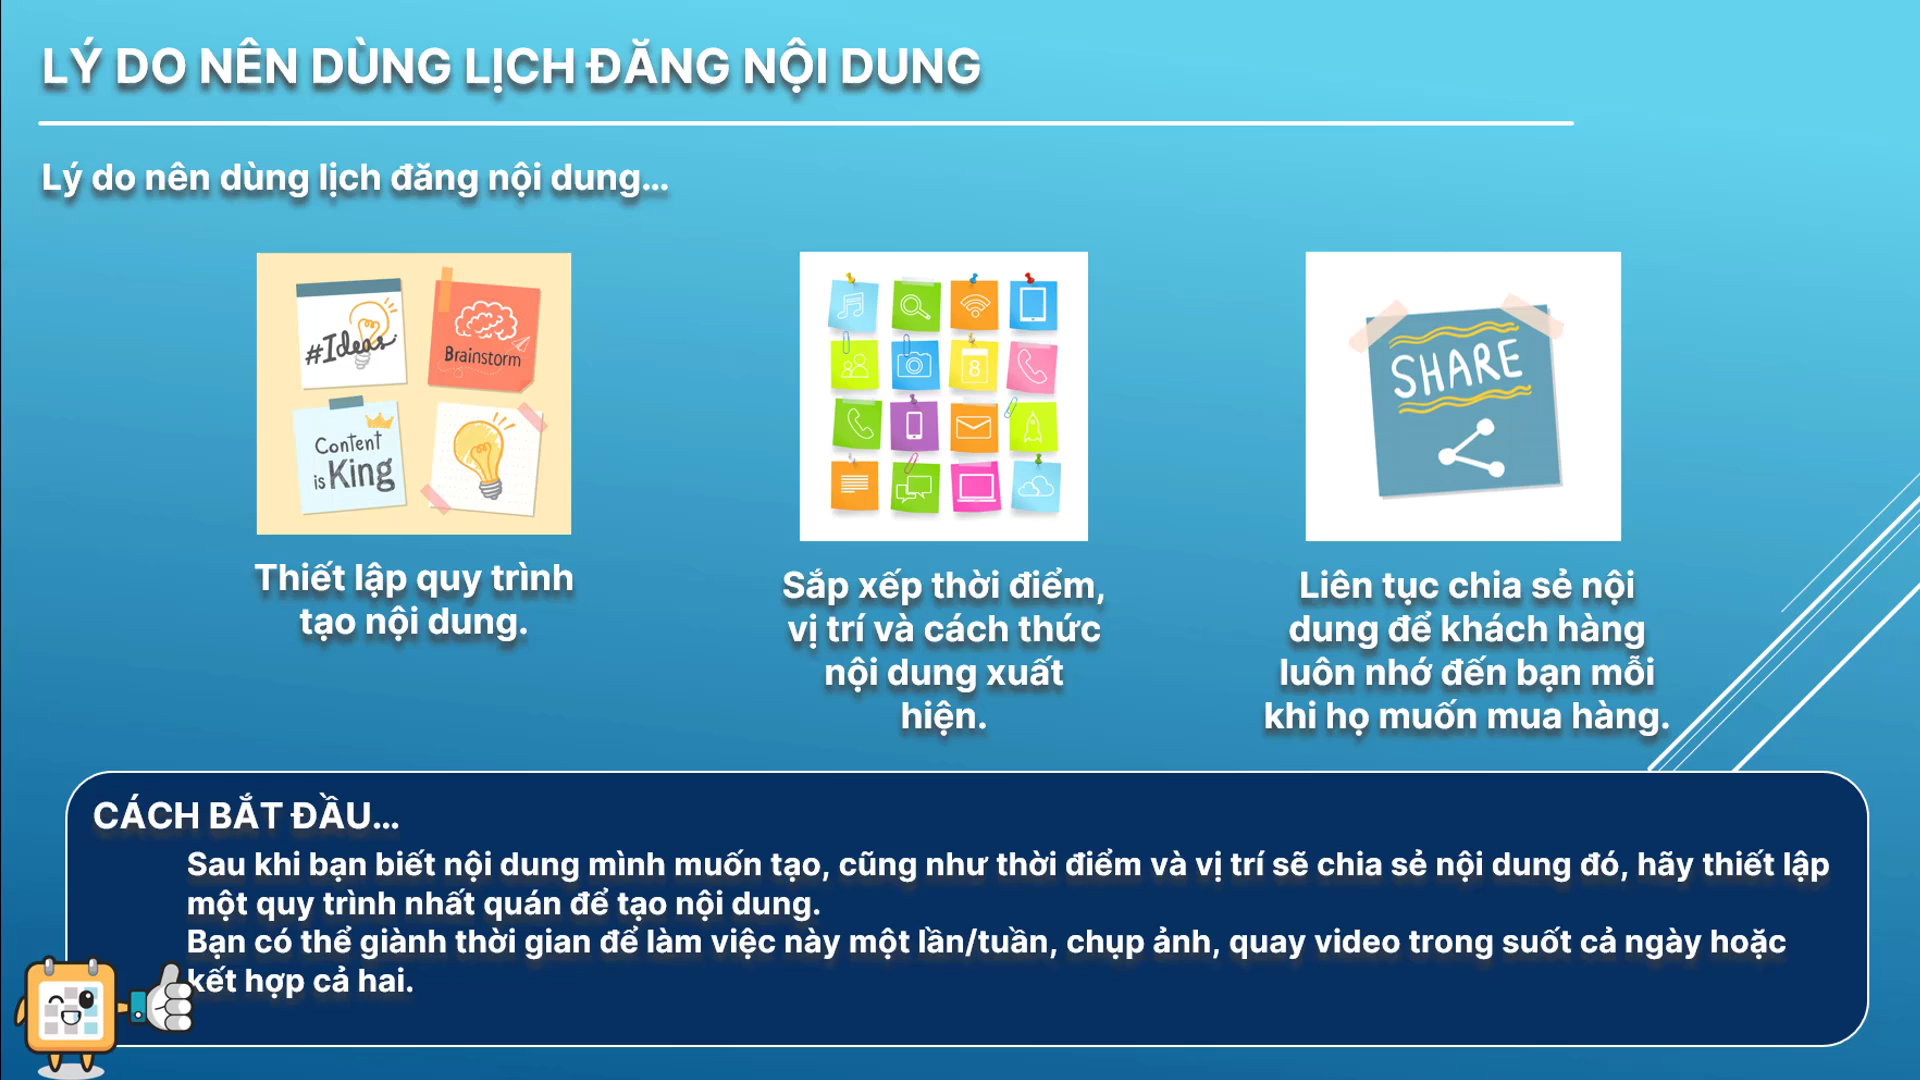 LÝ DO NÊN DÙNG LỊCH ĐĂNG NỘI DUNG
Lý do nên dùng lịch đăng nội dung...
#Ideas
Brainstorm
Content
is King
8
SHARE
Thiết lập quy trình
tạo nội dung.
Sắp xếp thời điểm,
vị trí và cách thức
nội dung xuất
hiện.
Liên tục chia sẻ nội
dung để khách hàng
luôn nhớ đến bạn mỗi
khi họ muốn mua hàng.
CÁCH BẮT ĐẦU...
Sau khi bạn biết nội dung mình muốn tạo, cũng như thời điểm và vị trí sẽ chia sẻ nội dung đó, hãy thiết lập
một quy trình nhất quán để tạo nội dung.
Bạn có thể giành thời gian để làm việc này một lần/tuần, chụp ảnh, quay video trong suốt cả ngày hoặc
kết hợp cả hai.